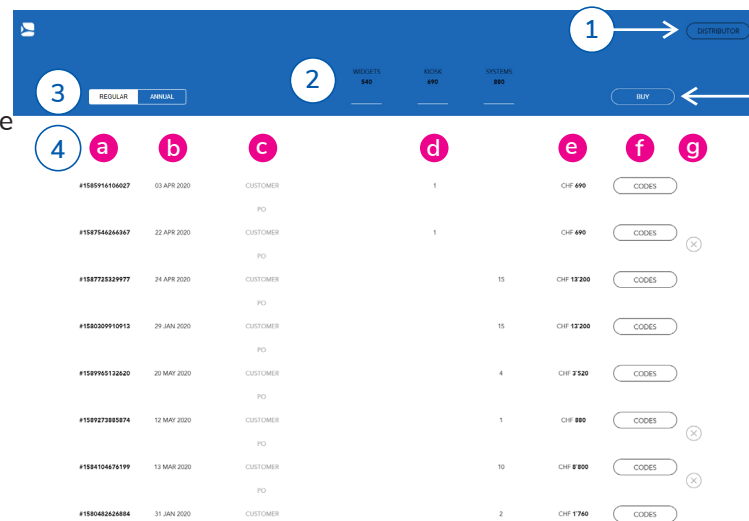 1 DISTRIBUTOR
2 WIDGETS KIOSK SYSTEMS
540 690 880
3 REGULAR ANNUAL BUY
e
4 a b c d e f g
#1585916106027 03 APR 2020 CUSTOMER 1 CHF 690 CODES
PO
#1587546266367 22 APR 2020 CUSTOMER 1 CHF 690 CODES
PO
#1587725329977 24 APR 2020 CUSTOMER 15 CHF 13'200 CODES
PO
#1580309910913 29 JAN 2020 CUSTOMER 15 CHF 13'200 CODES
PO
#1589965132620 20 MAY 2020 CUSTOMER 4 CHF 3'520 CODES
PO
#1589273885874 12 MAY 2020 CUSTOMER 1 CHF 880 CODES
PO
#1584104676199 13 MAR 2020 CUSTOMER 10 CHF 8'800 CODES
PO
#1580482626884 31 JAN 2020 CUSTOMER 2 CHF 1'760 CODES